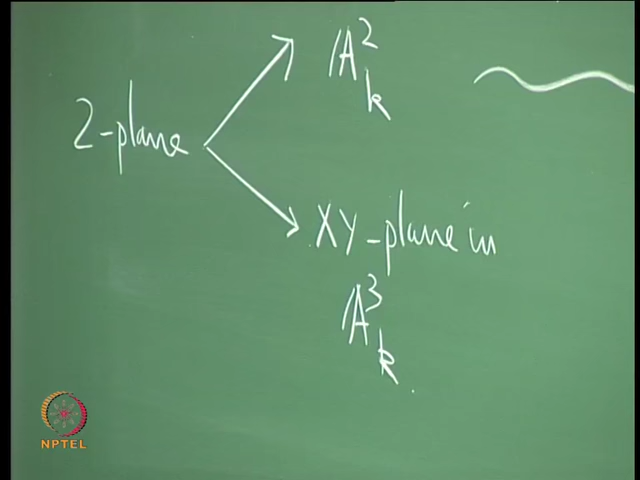 𝔸²ₖ
2-plane
XY-plane in
𝔸³ₖ
NPTEL